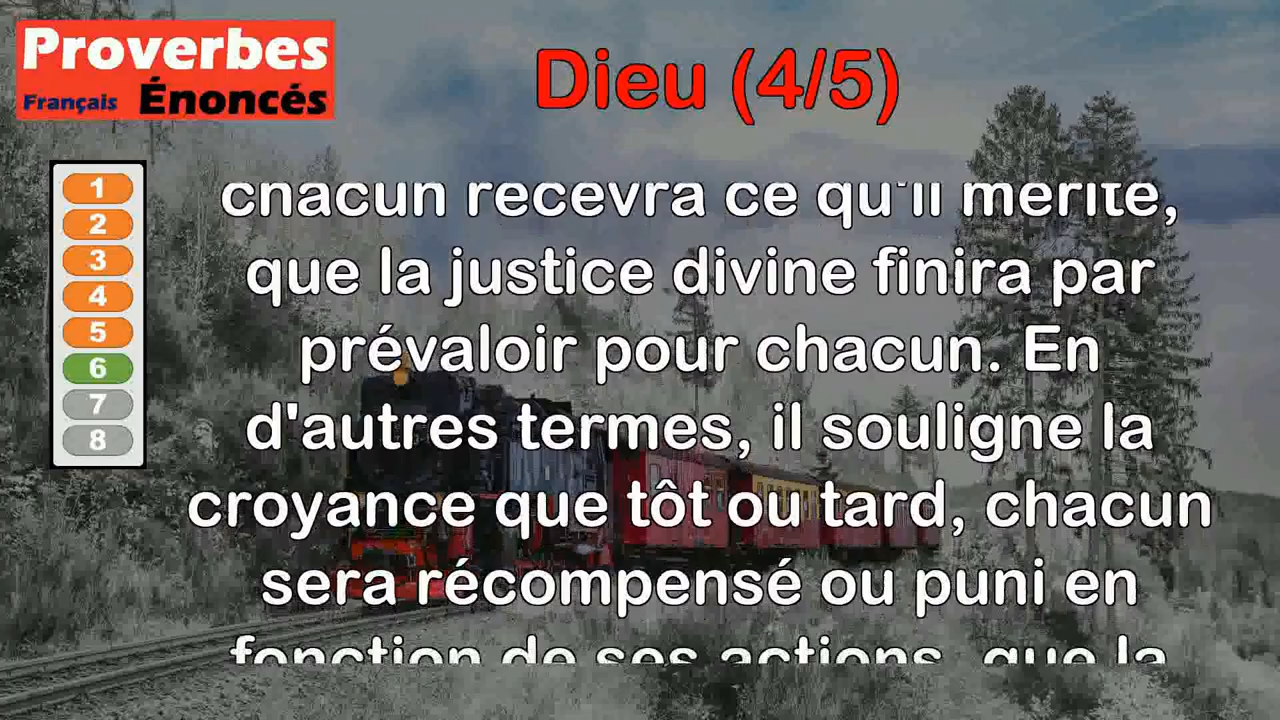 Proverbes
Français Énoncés
Dieu (4/5)
1
2
3
4
5
6
7
8
chacun recevra ce qu'il mérite,
que la justice divine finira par
prévaloir pour chacun. En
d'autres termes, il souligne la
croyance que tôt ou tard, chacun
sera récompensé ou puni en
fonction de ses actions, que la